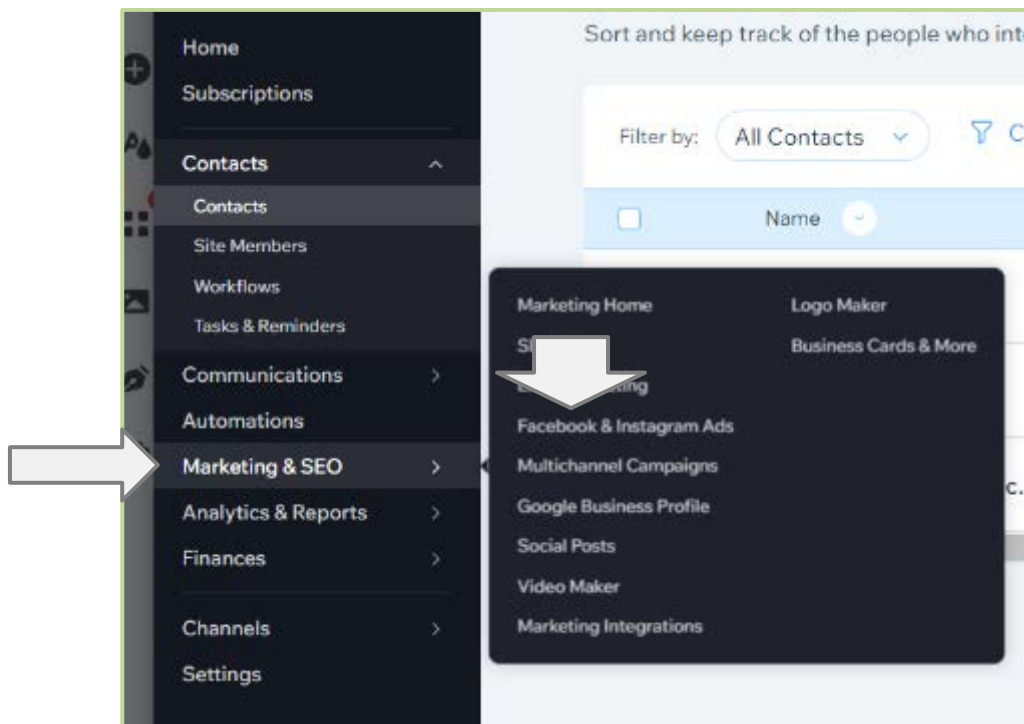 Sort and keep track of the people who int
Home
Subscriptions
Filter by:
All Contacts
C
Contacts
Contacts
Name
Site Members
Workflows
Tasks & Reminders
Marketing Home
Logo Maker
S
Business Cards & More
Communications
Automations
Facebook & Instagram Ads
Marketing & SEO
Multichannel Campaigns
c.
Analytics & Reports
Google Business Profile
Finances
Social Posts
Video Maker
Channels
Marketing Integrations
Settings